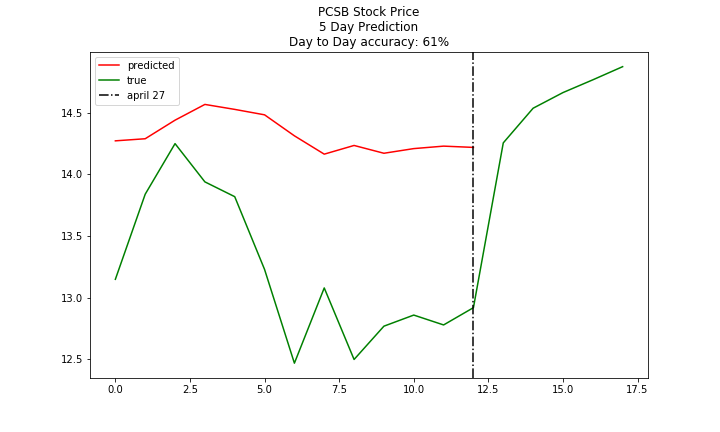 PCSB Stock Price
5 Day Prediction
Day to Day accuracy: 61%
predicted
true
april 27
14.5
14.0
13.5
13.0
12.5
0.0 2.5 5.0 7.5 10.0 12.5 15.0 17.5